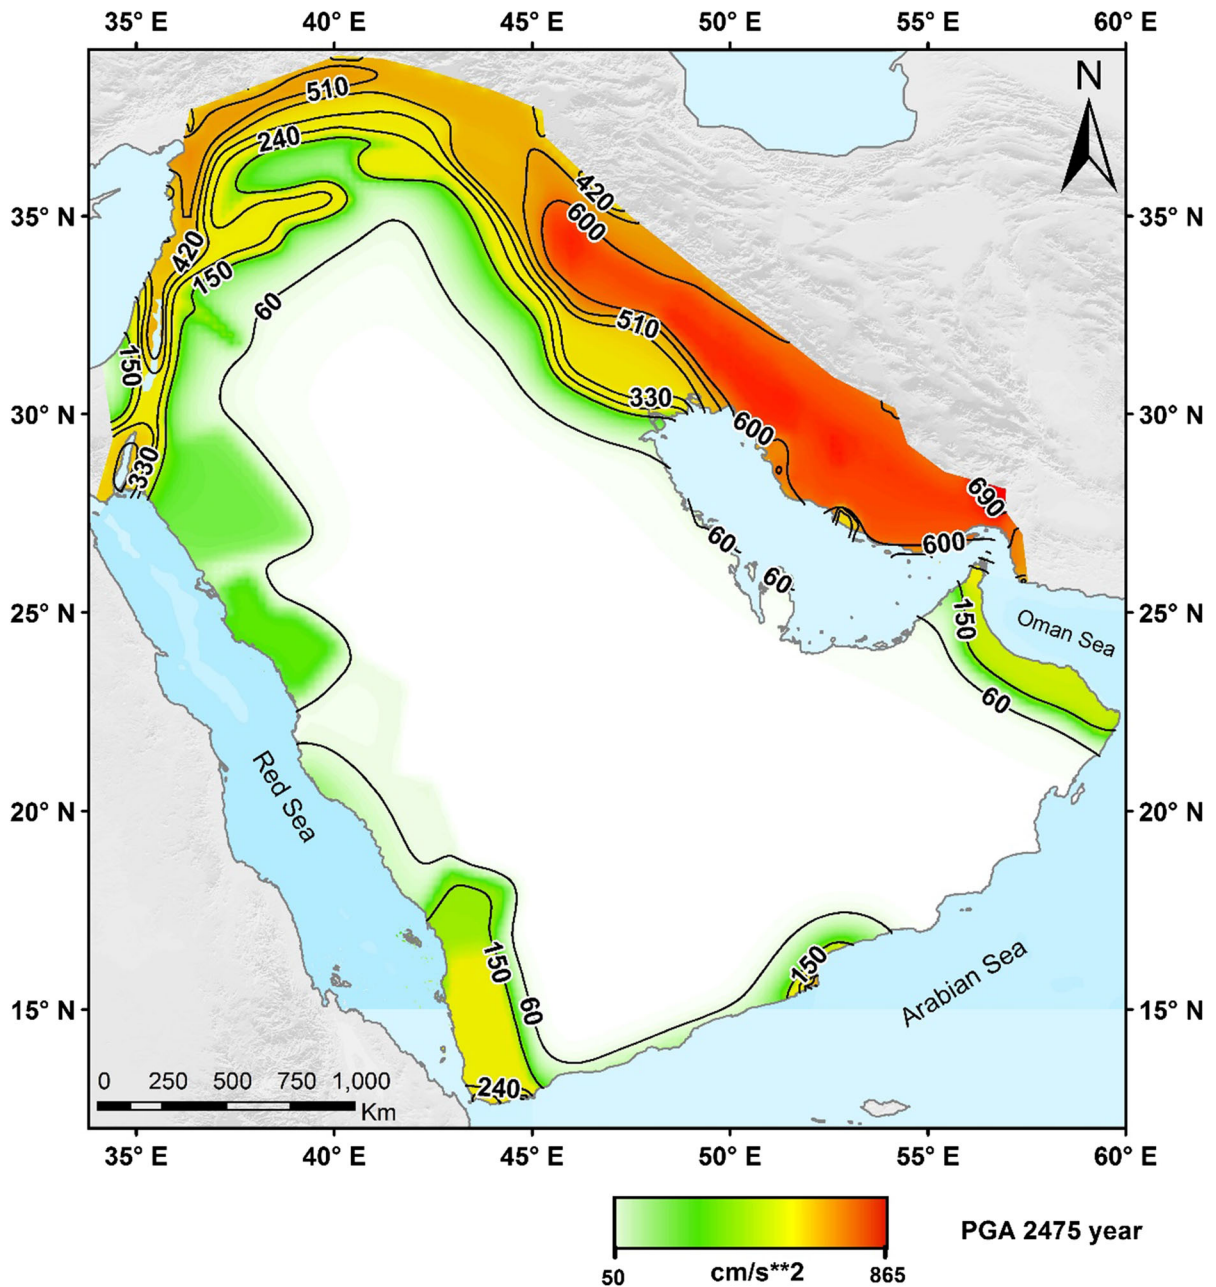 35° E 40° E 45° E 50° E 55° E 60° E
N
510
240
420
600
35° N 35° N
420
150
60
510
150
330
30° N 30° N
600
330
690
60
600
60
25° N 25° N
150
Oman Sea
60
Red Sea
20° N 20° N
150
150
Arabian Sea
60
15° N 15° N
0 250 500 750 1,000
Km
240
35° E 40° E 45° E 50° E 55° E 60° E
PGA 2475 year
50 cm/s**2 865